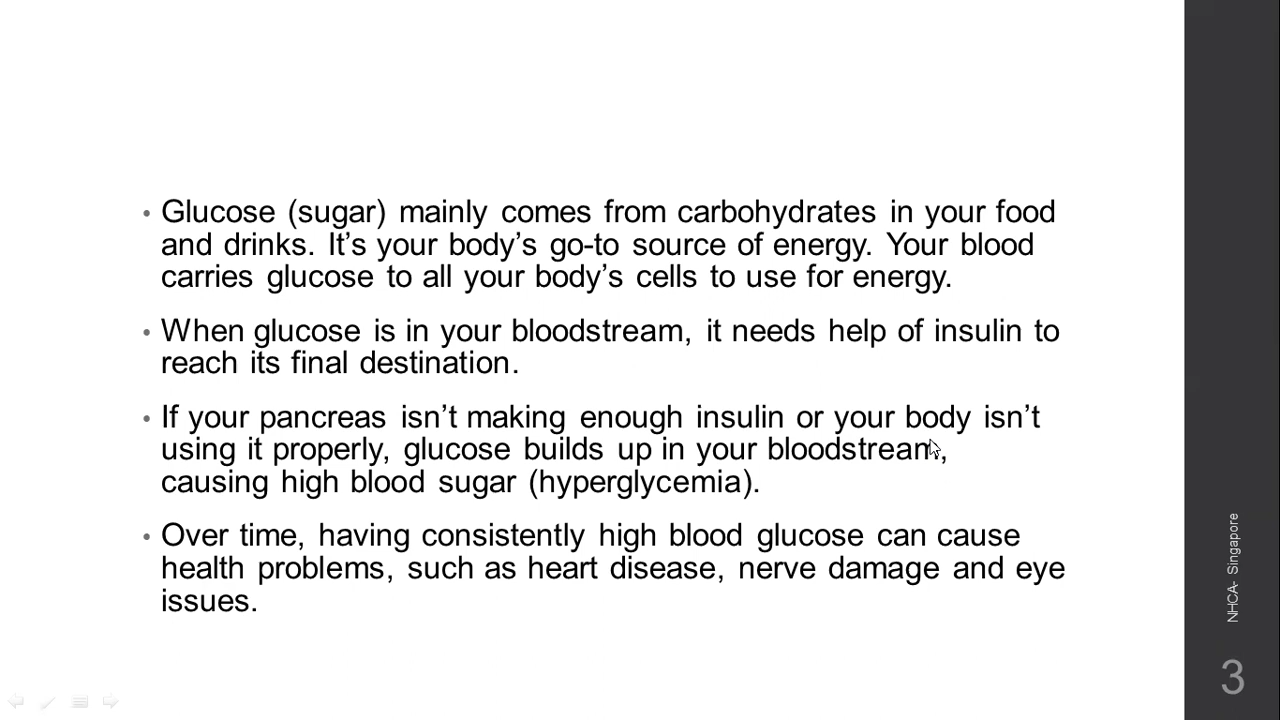 • Glucose (sugar) mainly comes from carbohydrates in your food
and drinks. It’s your body’s go-to source of energy. Your blood
carries glucose to all your body’s cells to use for energy.
• When glucose is in your bloodstream, it needs help of insulin to
reach its final destination.
• If your pancreas isn’t making enough insulin or your body isn’t
using it properly, glucose builds up in your bloodstream,
causing high blood sugar (hyperglycemia).
• Over time, having consistently high blood glucose can cause
health problems, such as heart disease, nerve damage and eye
issues.
NHCA- Singapore
3